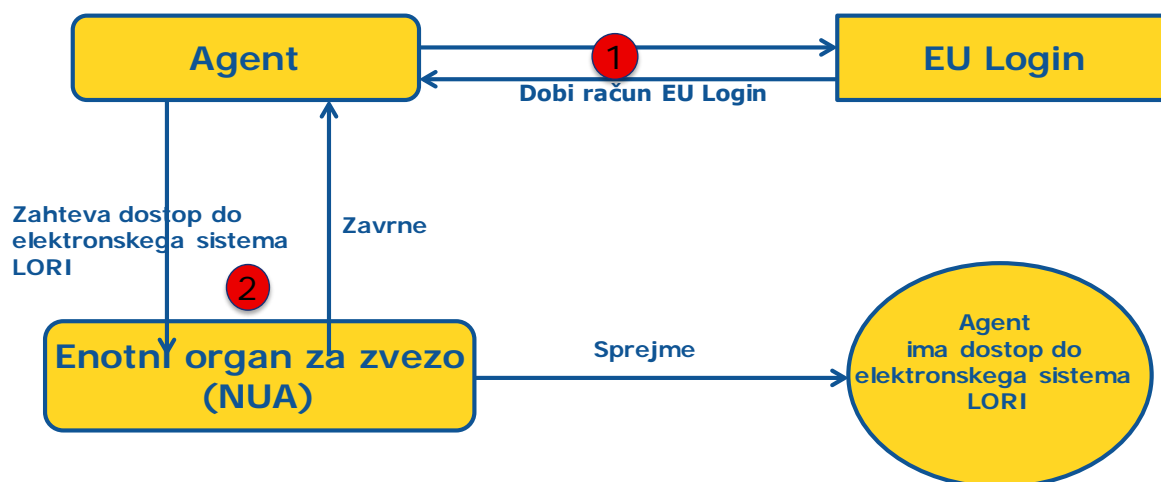 Agent
1
EU Login
Dobi račun EU Login
Zahteva dostop do
elektronskega sistema
LORI
Zavrne
2
Enotni organ za zvezo
(NUA)
Sprejme
Agent
ima dostop do
elektronskega sistema
LORI